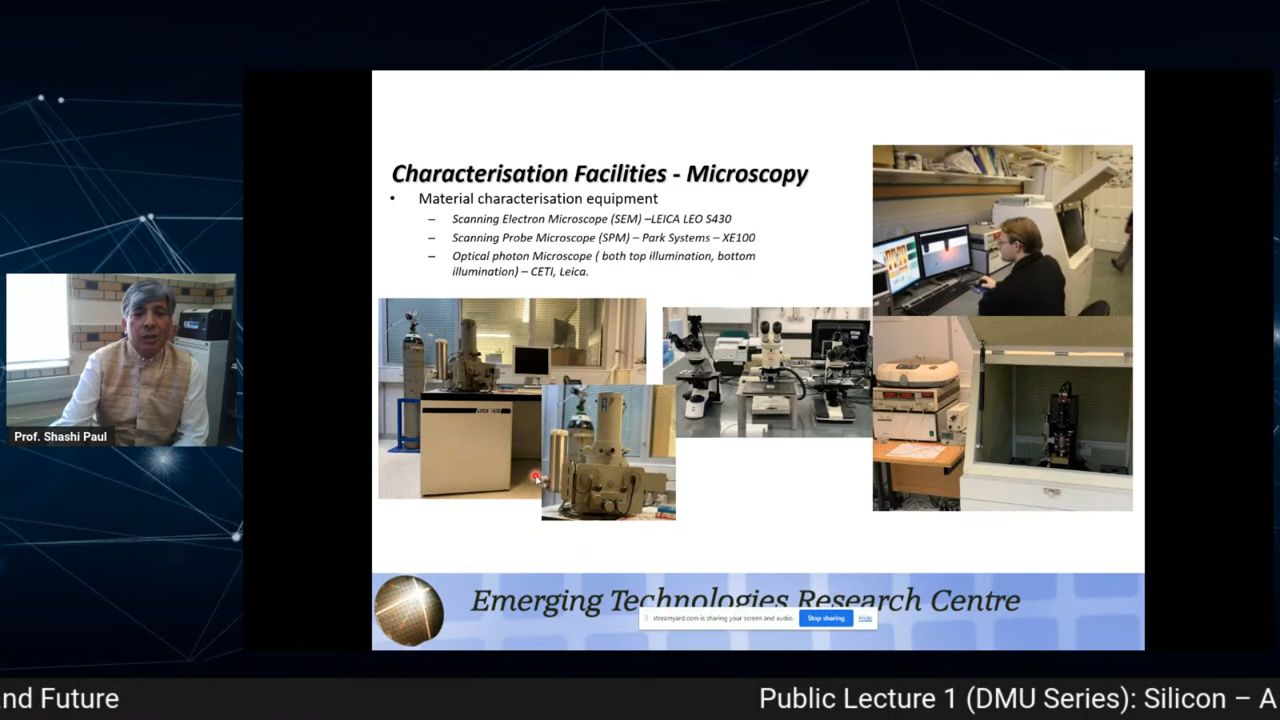 Characterisation Facilities - Microscopy
• Material characterisation equipment
– Scanning Electron Microscope (SEM) –LEICA LEO S430
– Scanning Probe Microscope (SPM) – Park Systems – XE100
– Optical photon Microscope ( both top illumination, bottom
illumination) – CETI, Leica.
Prof. Shashi Paul
Emerging Technologies Research Centre
streamyard.com is sharing your screen and audio.
Stop sharing
Hide
nd Future
Public Lecture 1 (DMU Series): Silicon – A